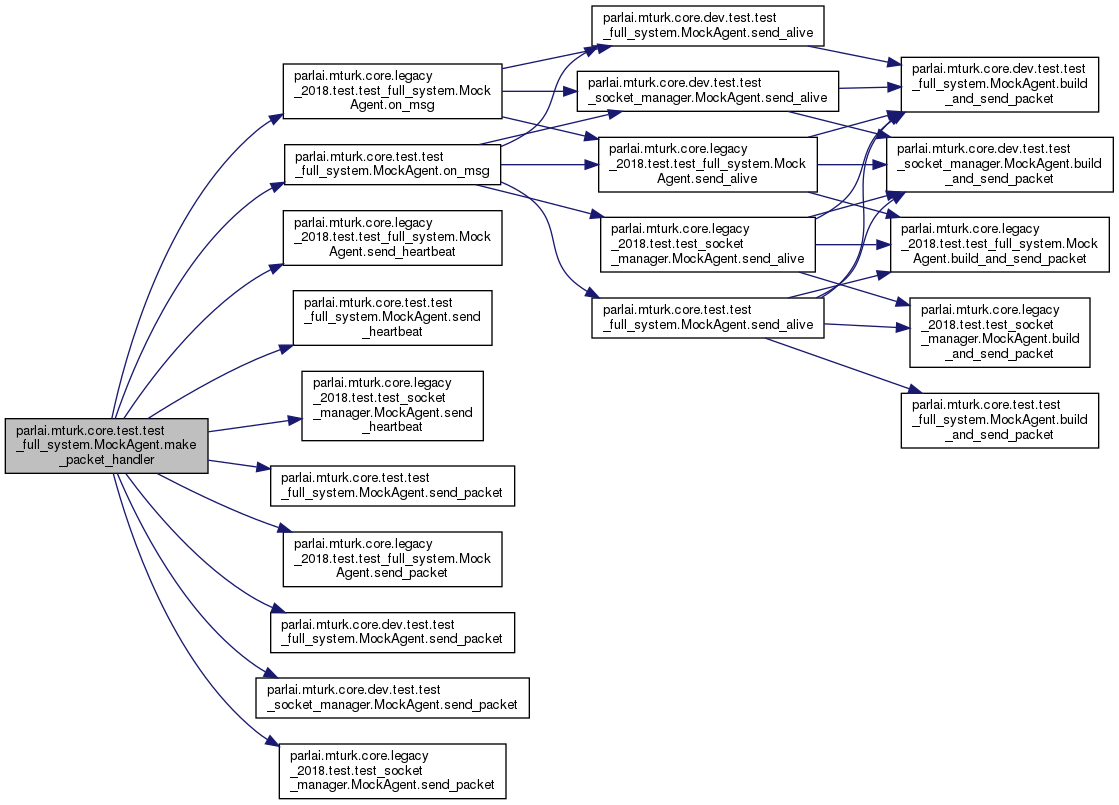 parlai.mturk.core.test.test
_full_system.MockAgent.make
_packet_handler
parlai.mturk.core.legacy
_2018.test.test_full_system.Mock
Agent.on_msg
parlai.mturk.core.test.test
_full_system.MockAgent.on_msg
parlai.mturk.core.legacy
_2018.test.test_full_system.Mock
Agent.send_heartbeat
parlai.mturk.core.test.test
_full_system.MockAgent.send
_heartbeat
parlai.mturk.core.legacy
_2018.test.test_socket
_manager.MockAgent.send
_heartbeat
parlai.mturk.core.test.test
_full_system.MockAgent.send_packet
parlai.mturk.core.legacy
_2018.test.test_full_system.Mock
Agent.send_packet
parlai.mturk.core.dev.test.test
_full_system.MockAgent.send_packet
parlai.mturk.core.dev.test.test
_socket_manager.MockAgent.send_packet
parlai.mturk.core.legacy
_2018.test.test_socket
_manager.MockAgent.send_packet
parlai.mturk.core.dev.test.test
_full_system.MockAgent.send_alive
parlai.mturk.core.dev.test.test
_socket_manager.MockAgent.send_alive
parlai.mturk.core.legacy
_2018.test.test_full_system.Mock
Agent.send_alive
parlai.mturk.core.legacy
_2018.test.test_socket
_manager.MockAgent.send_alive
parlai.mturk.core.test.test
_full_system.MockAgent.send_alive
parlai.mturk.core.dev.test.test
_full_system.MockAgent.build
_and_send_packet
parlai.mturk.core.dev.test.test
_socket_manager.MockAgent.build
_and_send_packet
parlai.mturk.core.legacy
_2018.test.test_full_system.Mock
Agent.build_and_send_packet
parlai.mturk.core.legacy
_2018.test.test_socket
_manager.MockAgent.build
_and_send_packet
parlai.mturk.core.test.test
_full_system.MockAgent.build
_and_send_packet